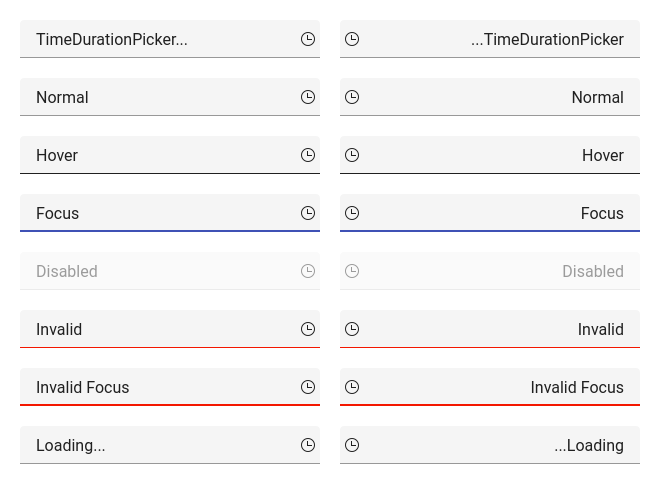 TimeDurationPicker... ...TimeDurationPicker
Normal Normal
Hover Hover
Focus Focus
Disabled Disabled
Invalid Invalid
Invalid Focus Invalid Focus
Loading... ...Loading